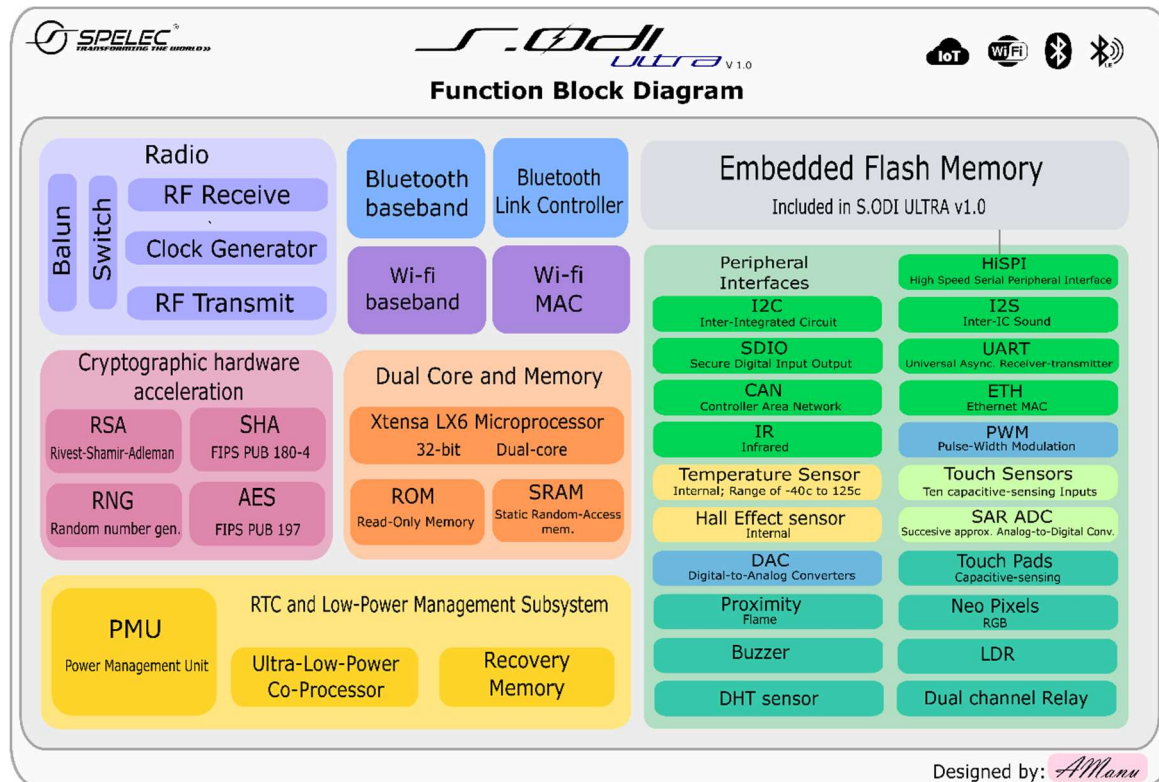 SPELEC
TRANSFORMING THE WORLD>>
S.Odi
ultra V 1.0
IoT
WiFi
LE
Function Block Diagram
Radio
Balun
Switch
RF Receive
Clock Generator
RF Transmit
Bluetooth
baseband
Bluetooth
Link Controller
Wi-fi
baseband
Wi-fi
MAC
Embedded Flash Memory
Included in S.ODI ULTRA v1.0
Cryptographic hardware
acceleration
RSA
Rivest-Shamir-Adleman
SHA
FIPS PUB 180-4
RNG
Random number gen.
AES
FIPS PUB 197
Dual Core and Memory
Xtensa LX6 Microprocessor
32-bit Dual-core
ROM
Read-Only Memory
SRAM
Static Random-Access
mem.
RTC and Low-Power Management Subsystem
PMU
Power Management Unit
Ultra-Low-Power
Co-Processor
Recovery
Memory
Peripheral
Interfaces
HiSPI
High Speed Serial Peripheral Interface
I2C
Inter-Integrated Circuit
I2S
Inter-IC Sound
SDIO
Secure Digital Input Output
UART
Universal Async. Receiver-transmitter
CAN
Controller Area Network
ETH
Ethernet MAC
IR
Infrared
PWM
Pulse-Width Modulation
Temperature Sensor
Internal; Range of -40c to 125c
Touch Sensors
Ten capacitive-sensing Inputs
Hall Effect sensor
Internal
SAR ADC
Succesive approx. Analog-to-Digital Conv.
DAC
Digital-to-Analog Converters
Touch Pads
Capacitive-sensing
Proximity
Flame
Neo Pixels
RGB
Buzzer
LDR
DHT sensor
Dual channel Relay
Designed by: AManu